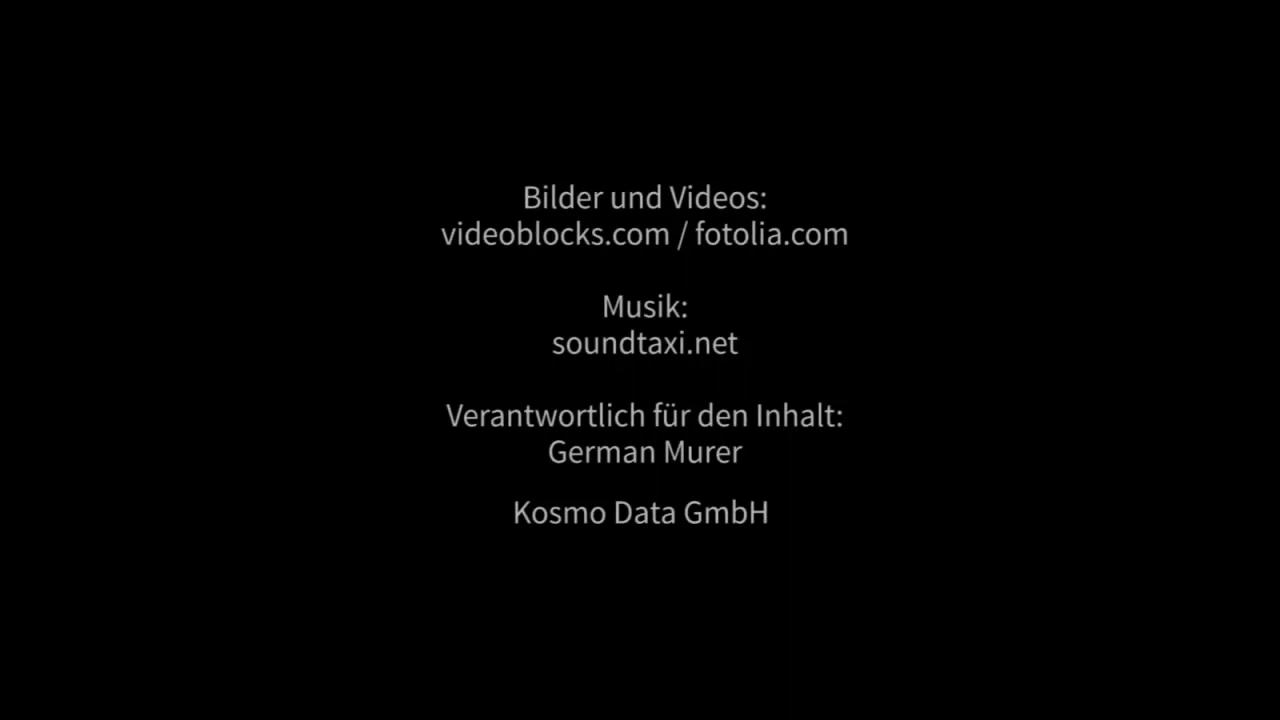 Bilder und Videos:
videoblocks.com / fotolia.com
Musik:
soundtaxi.net
Verantwortlich für den Inhalt:
German Murer
Kosmo Data GmbH